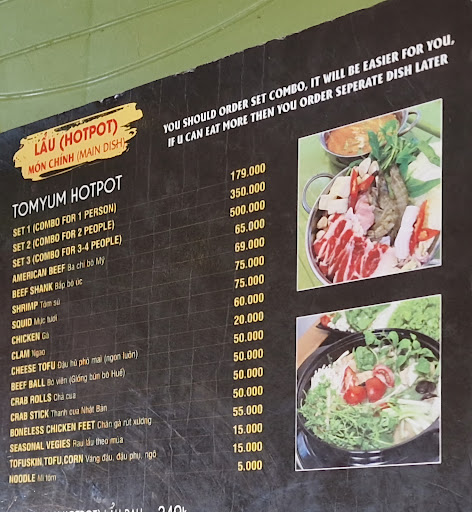 LẨU (HOTPOT)
MÓN CHÍNH (MAIN DISH)
YOU SHOULD ORDER SET COMBO, IT WILL BE EASIER FOR YOU,
IF U CAN EAT MORE THEN YOU ORDER SEPERATE DISH LATER
TOMYUM HOTPOT
SET 1 (COMBO FOR 1 PERSON) 179.000
SET 2 (COMBO FOR 2 PEOPLE) 350.000
SET 3 (COMBO FOR 3-4 PEOPLE) 500.000
AMERICAN BEEF Ba chỉ bò Mỹ 65.000
BEEF SHANK Bắp bò úc 69.000
SHRIMP Tôm sú 75.000
SQUID Mực tươi 75.000
CHICKEN Gà 60.000
CLAM Ngao 20.000
CHEESE TOFU Đậu hũ phô mai (ngon luôn) 50.000
BEEF BALL Bò viên (Giống bún bò Huế) 50.000
CRAB ROLLS Chả cua 50.000
CRAB STICK Thanh cua Nhật Bản 50.000
BONELESS CHICKEN FEET Chân gà rút xương 55.000
SEASONAL VEGIES Rau lẩu theo mùa 15.000
TOFUSKIN,TOFU,CORN Váng đậu, đậu phụ, ngô 15.000
NOODLE Mì tôm 5.000